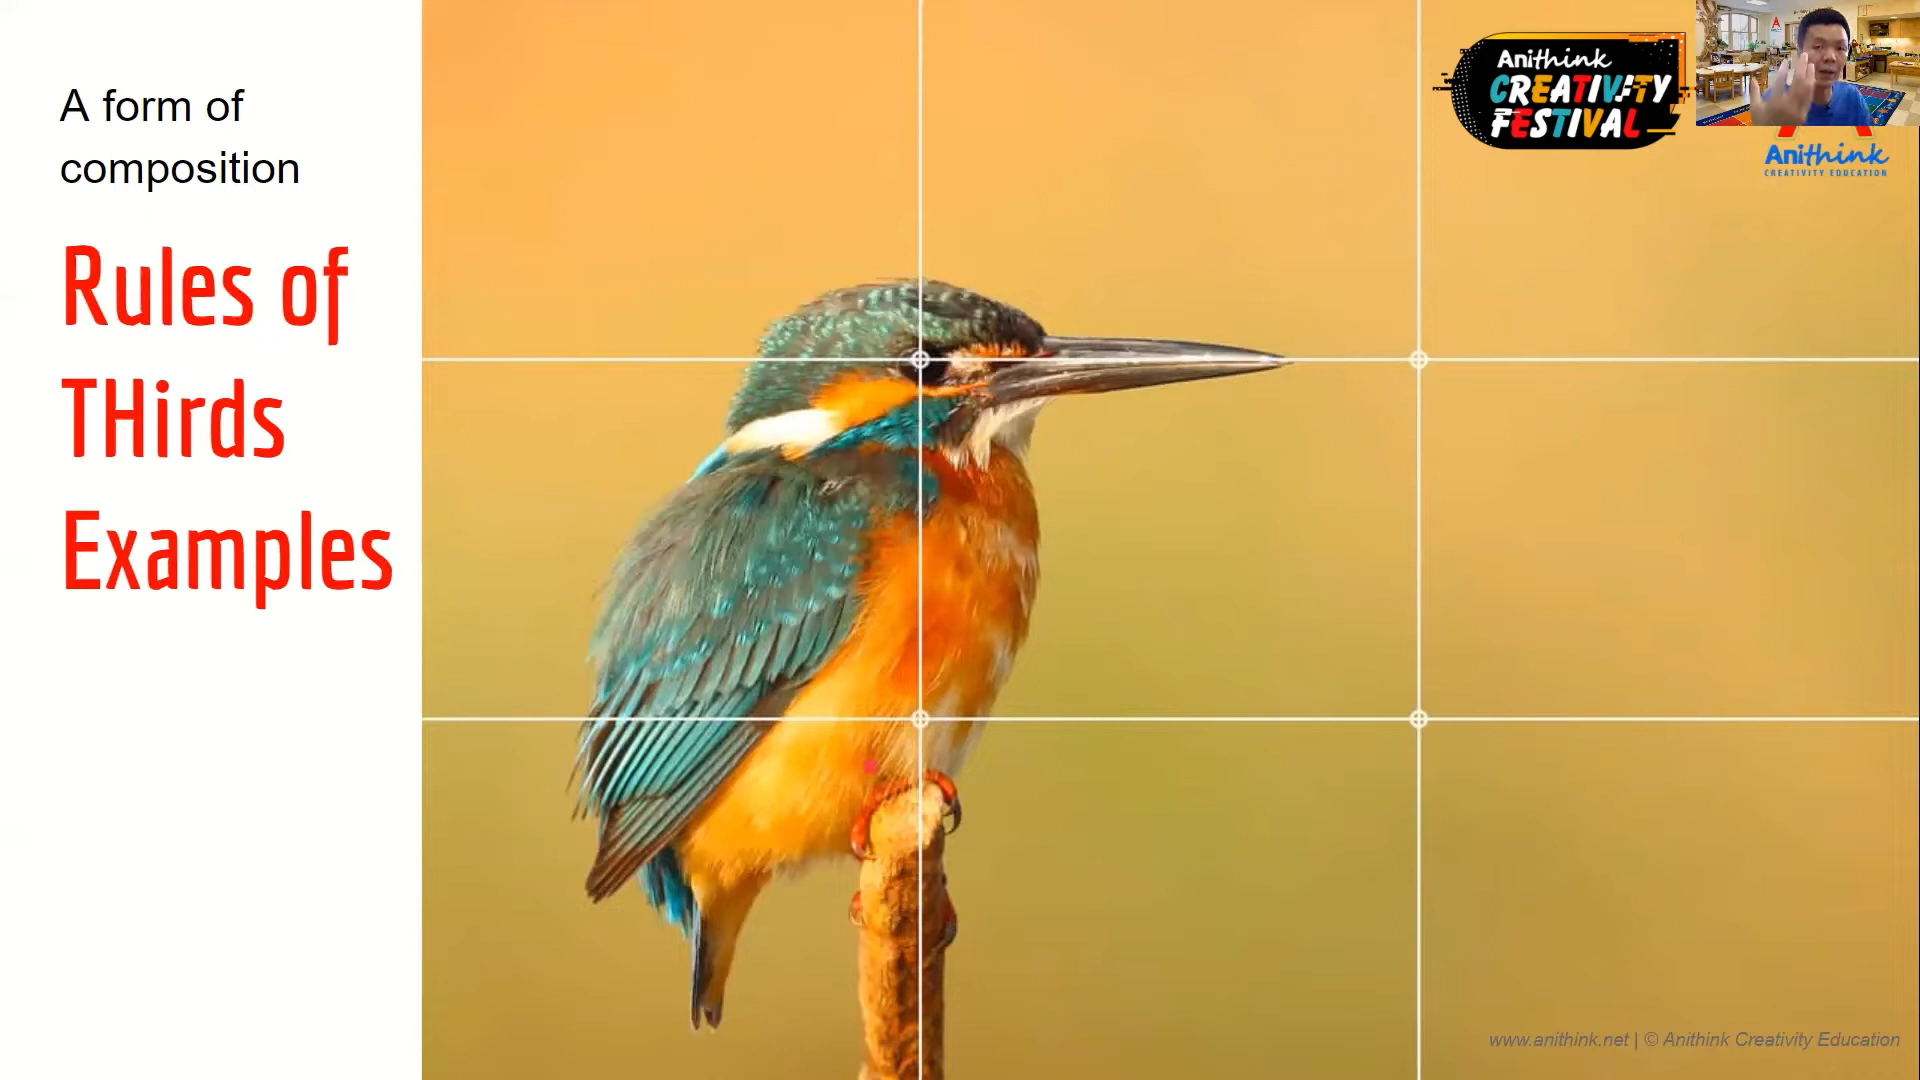 A form of
composition
Rules of
THirds
Examples
Anithink
CREATIVITY
FESTIVAL
Anithink
CREATIVITY EDUCATION
www.anithink.net | © Anithink Creativity Education